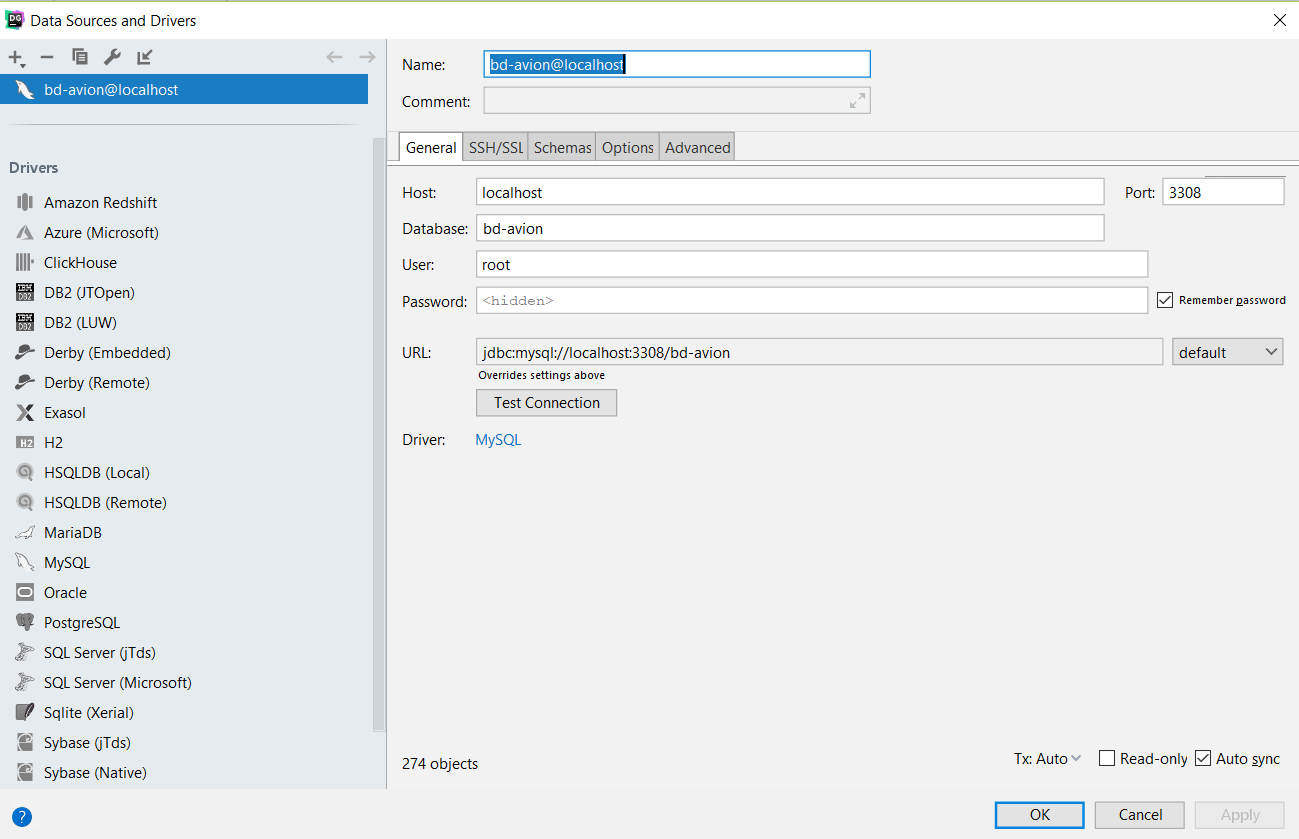 DG Data Sources and Drivers
bd-avion@localhost
Drivers
Amazon Redshift
Azure (Microsoft)
ClickHouse
IBM DB2 DB2 (JTOpen)
IBM DB2 DB2 (LUW)
Derby (Embedded)
Derby (Remote)
Exasol
H2 H2
HSQLDB (Local)
HSQLDB (Remote)
MariaDB
MySQL
Oracle
PostgreSQL
SQL Server (jTds)
SQL Server (Microsoft)
Sqlite (Xerial)
Sybase (jTds)
Sybase (Native)
?
Name: bd-avion@localhost
Comment:
General SSH/SSL Schemas Options Advanced
Host: localhost Port: 3308
Database: bd-avion
User: root
Password: <hidden> Remember password
URL: jdbc:mysql://localhost:3308/bd-avion default
Overrides settings above
Test Connection
Driver: MySQL
274 objects Tx: Auto Read-only Auto sync
OK Cancel Apply